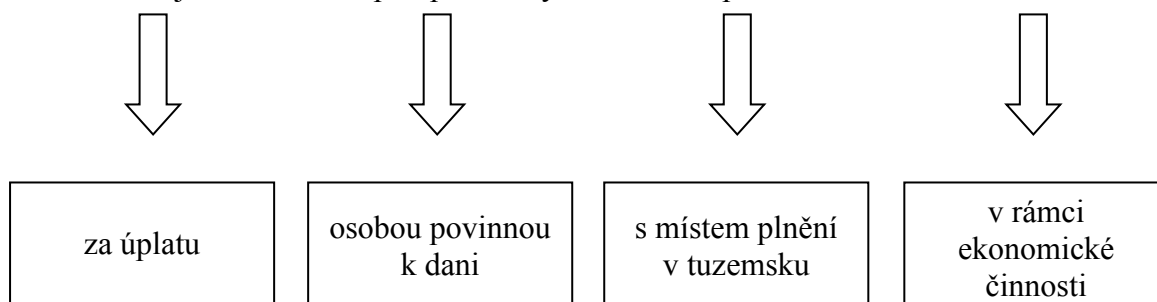 za úplatu
osobou povinnou
k dani
s místem plnění
v tuzemsku
v rámci
ekonomické
činnosti